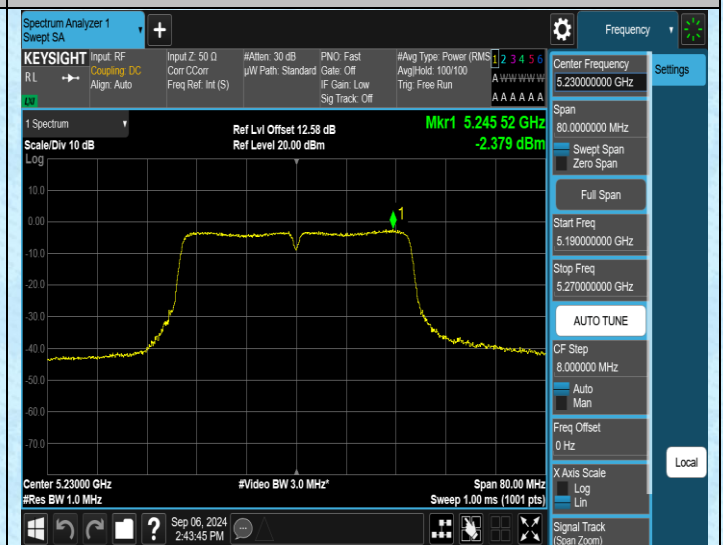 Spectrum Analyzer 1
Swept SA
Frequency
KEYSIGHT
R L
LXI
Input: RF
Coupling: DC
Align: Auto
Input Z: 50 Ω
Corr CCorr
Freq Ref: Int (S)
#Atten: 30 dB
µW Path: Standard
PNO: Fast
Gate: Off
IF Gain: Low
Sig Track: Off
#Avg Type: Power (RMS
Avg|Hold: 100/100
Trig: Free Run
1 2 3 4 5 6
A W W W W W
A A A A A A
Center Frequency
5.230000000 GHz
Settings
Span
80.0000000 MHz
Swept Span
Zero Span
Full Span
Start Freq
5.190000000 GHz
Stop Freq
5.270000000 GHz
AUTO TUNE
CF Step
8.000000 MHz
Auto
Man
Freq Offset
0 Hz
X Axis Scale
Log
Lin
Signal Track
(Span Zoom)
Local
1 Spectrum
Scale/Div 10 dB
Log
Ref Lvl Offset 12.58 dB
Ref Level 20.00 dBm
Mkr1 5.245 52 GHz
-2.379 dBm
1
10.0
0.00
-10.0
-20.0
-30.0
-40.0
-50.0
-60.0
-70.0
Center 5.23000 GHz
#Res BW 1.0 MHz
#Video BW 3.0 MHz*
Span 80.00 MHz
Sweep 1.00 ms (1001 pts)
?
Sep 06, 2024
2:43:45 PM